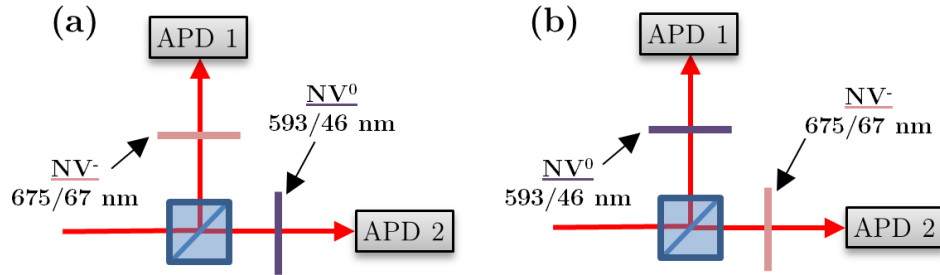 (a)
APD 1
NV⁰
593/46 nm
NV-
675/67 nm
APD 2
(b)
APD 1
NV-
675/67 nm
NV⁰
593/46 nm
APD 2